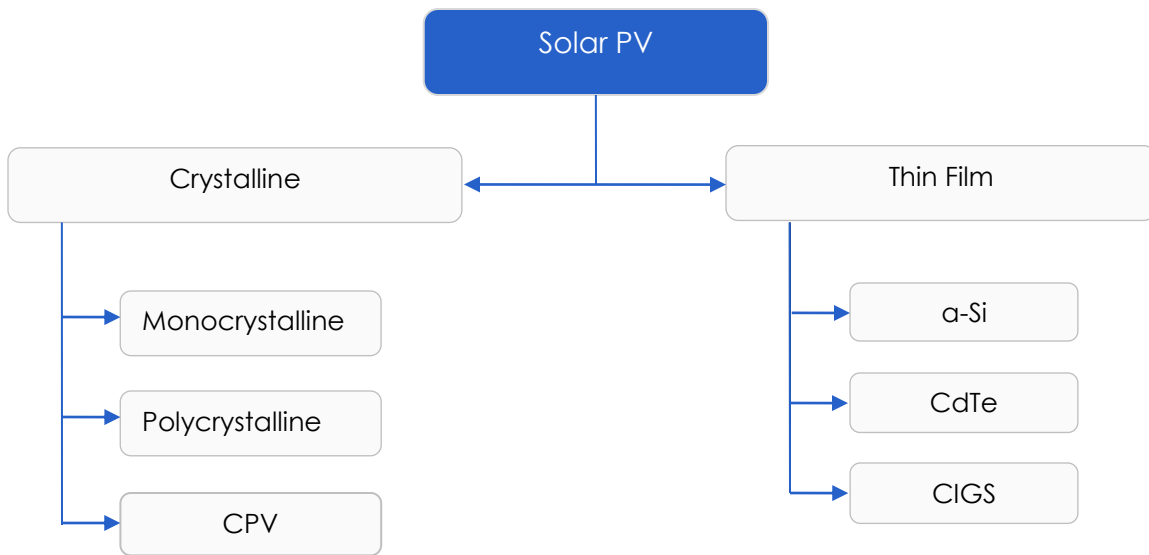 Solar PV
Crystalline
Thin Film
Monocrystalline
Polycrystalline
CPV
a-Si
CdTe
CIGS